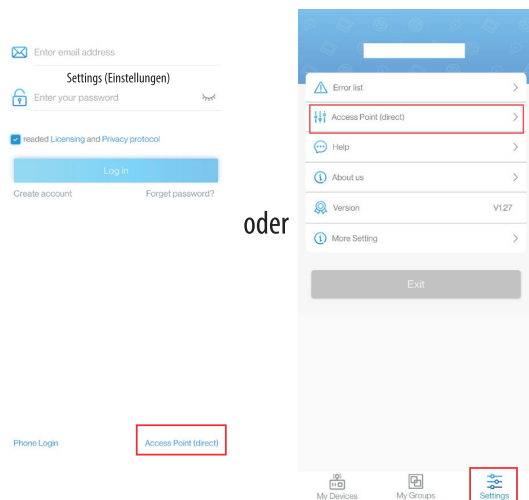 Enter email address
Settings (Einstellungen)
Enter your password
readed Licensing and Privacy protocol
Log in
Create account Forget password?
Phone Login Access Point (direct)
oder
Error list
Access Point (direct)
Help
About us
Version V1.27
More Setting
Exit
My Devices My Groups Settings